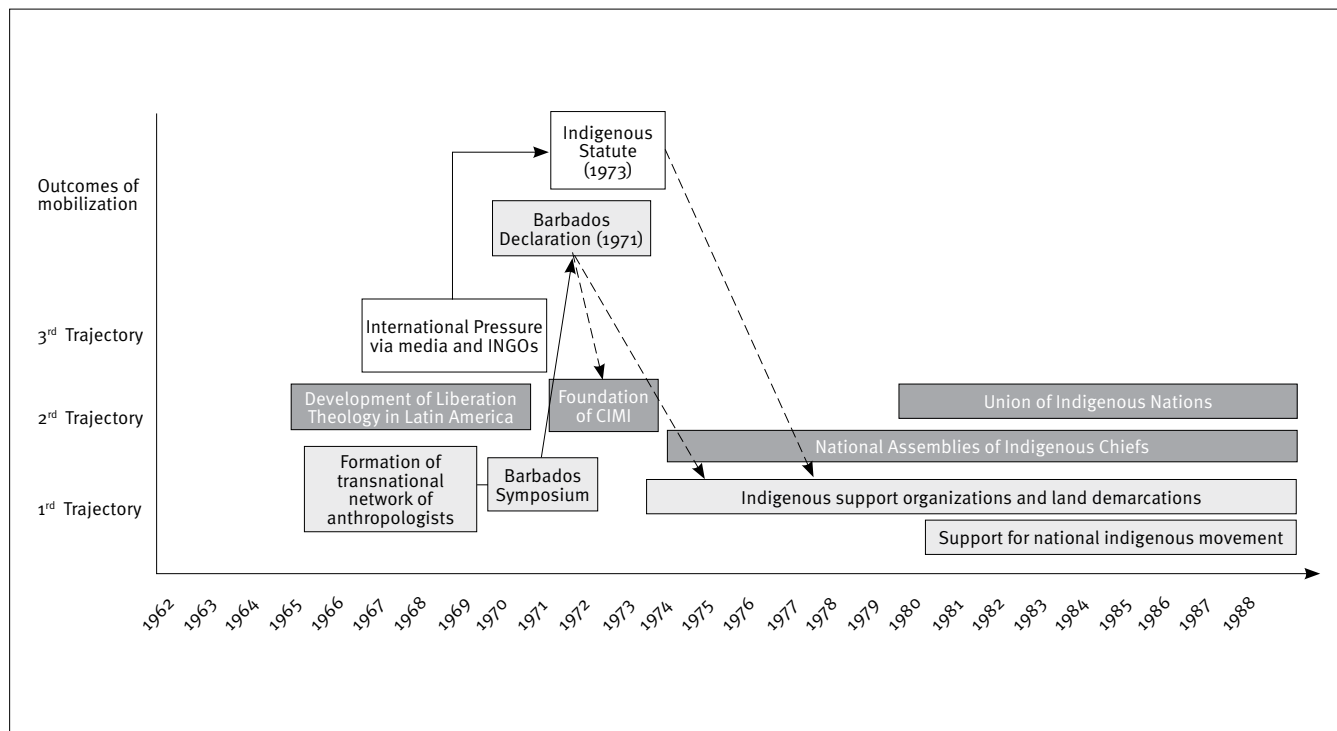 Indigenous
Statute
(1973)
Outcomes of
mobilization
Barbados
Declaration (1971)
3rd Trajectory
International Pressure
via media and INGOs
2rd Trajectory
Development of Liberation
Theology in Latin America
Foundation
of CIMI
Union of Indigenous Nations
National Assemblies of Indigenous Chiefs
1rd Trajectory
Formation of
transnational
network of
anthropologists
Barbados
Symposium
Indigenous support organizations and land demarcations
Support for national indigenous movement
1962 1963 1964 1965 1966 1967 1968 1969 1970 1971 1972 1973 1974 1975 1976 1977 1978 1979 1980 1981 1982 1983 1984 1985 1986 1987 1988